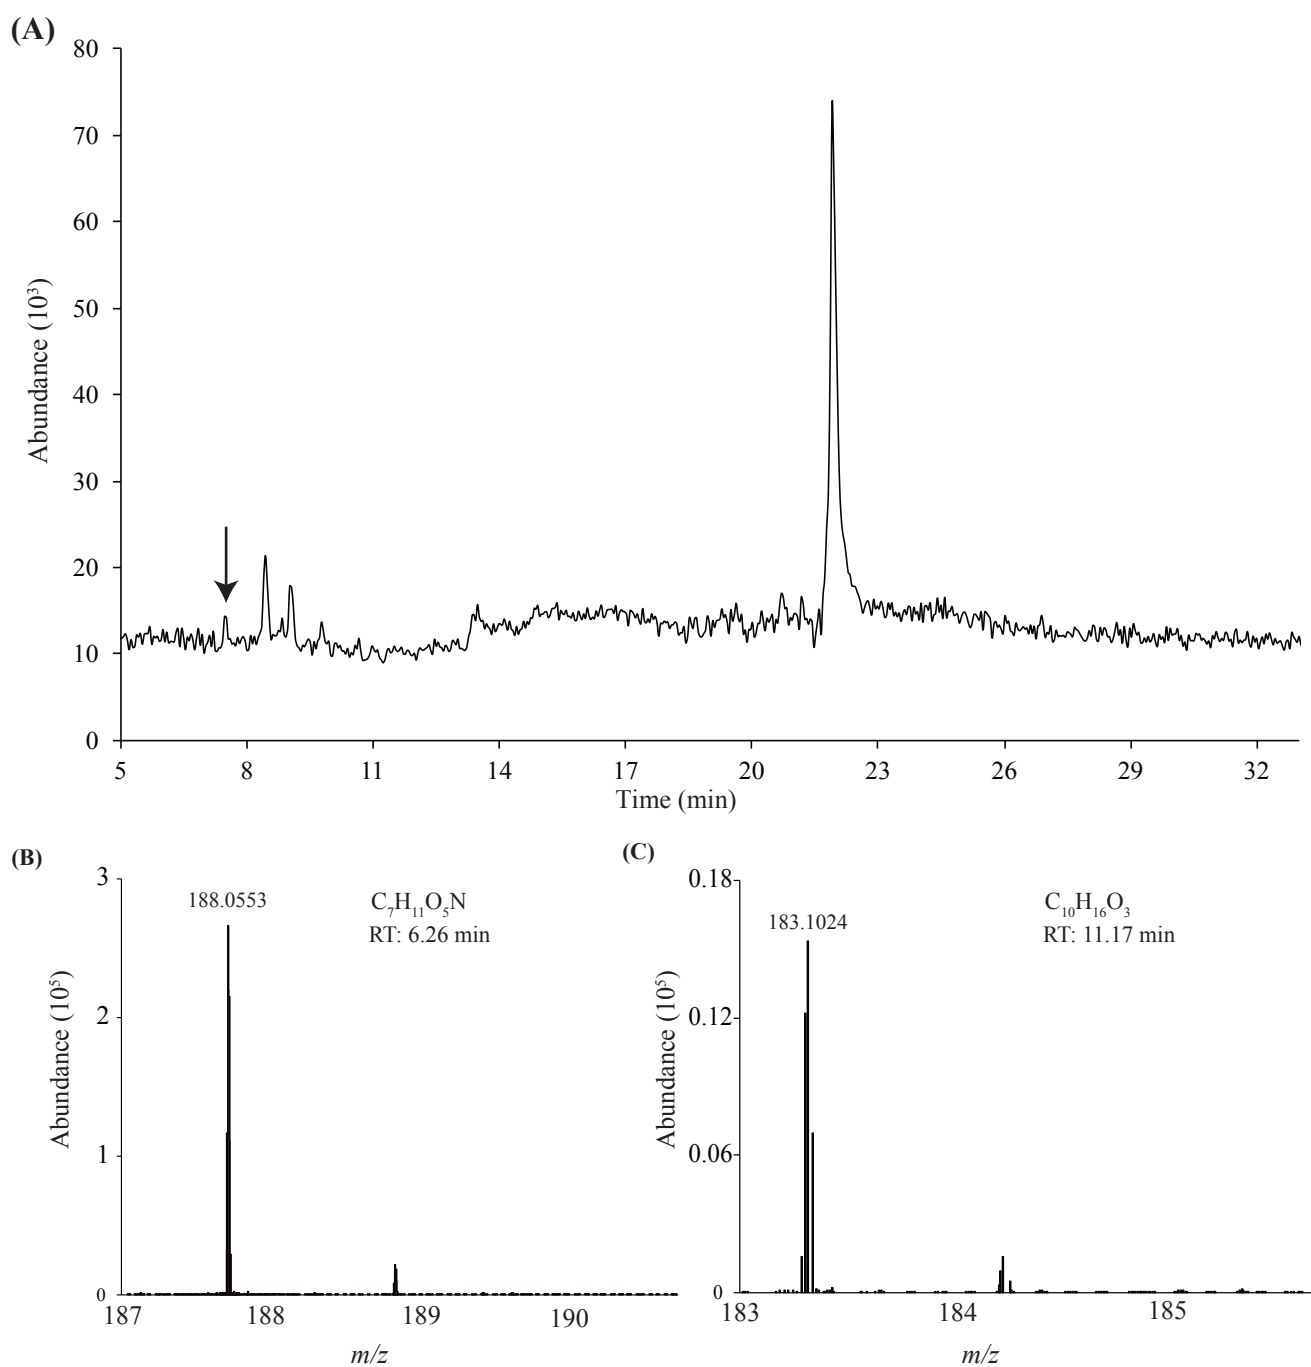 (A)
80
70
60
50
40
30
20
10
0
Abundance (10³)
5 8 11 14 17 20 23 26 29 32
Time (min)
(B)
3
2
1
0
Abundance (10⁵)
188.0553
C₇H₁₁O₅N
RT: 6.26 min
187 188 189 190
m/z
(C)
0.18
0.12
0.06
0
Abundance (10⁵)
183.1024
C₁₀H₁₆O₃
RT: 11.17 min
183 184 185
m/z